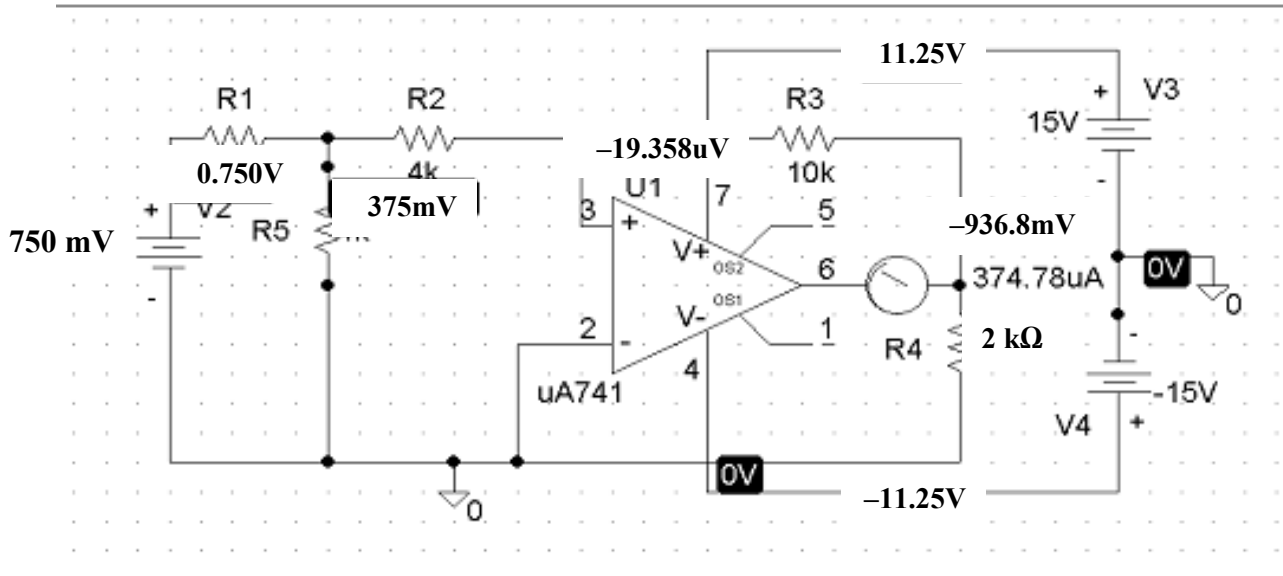 11.25V
R1
R2
R3
V3
+
15V
–19.358uV
10k
0.750V
4k
-
U1
7
375mV
3
+
5
+
R5
750 mV
V+
OS2
–936.8mV
6
374.78uA
0V
0
-
OS1
V-
2
-
1
R4
2 kΩ
-
4
uA741
-15V
V4
+
0V
–11.25V
0